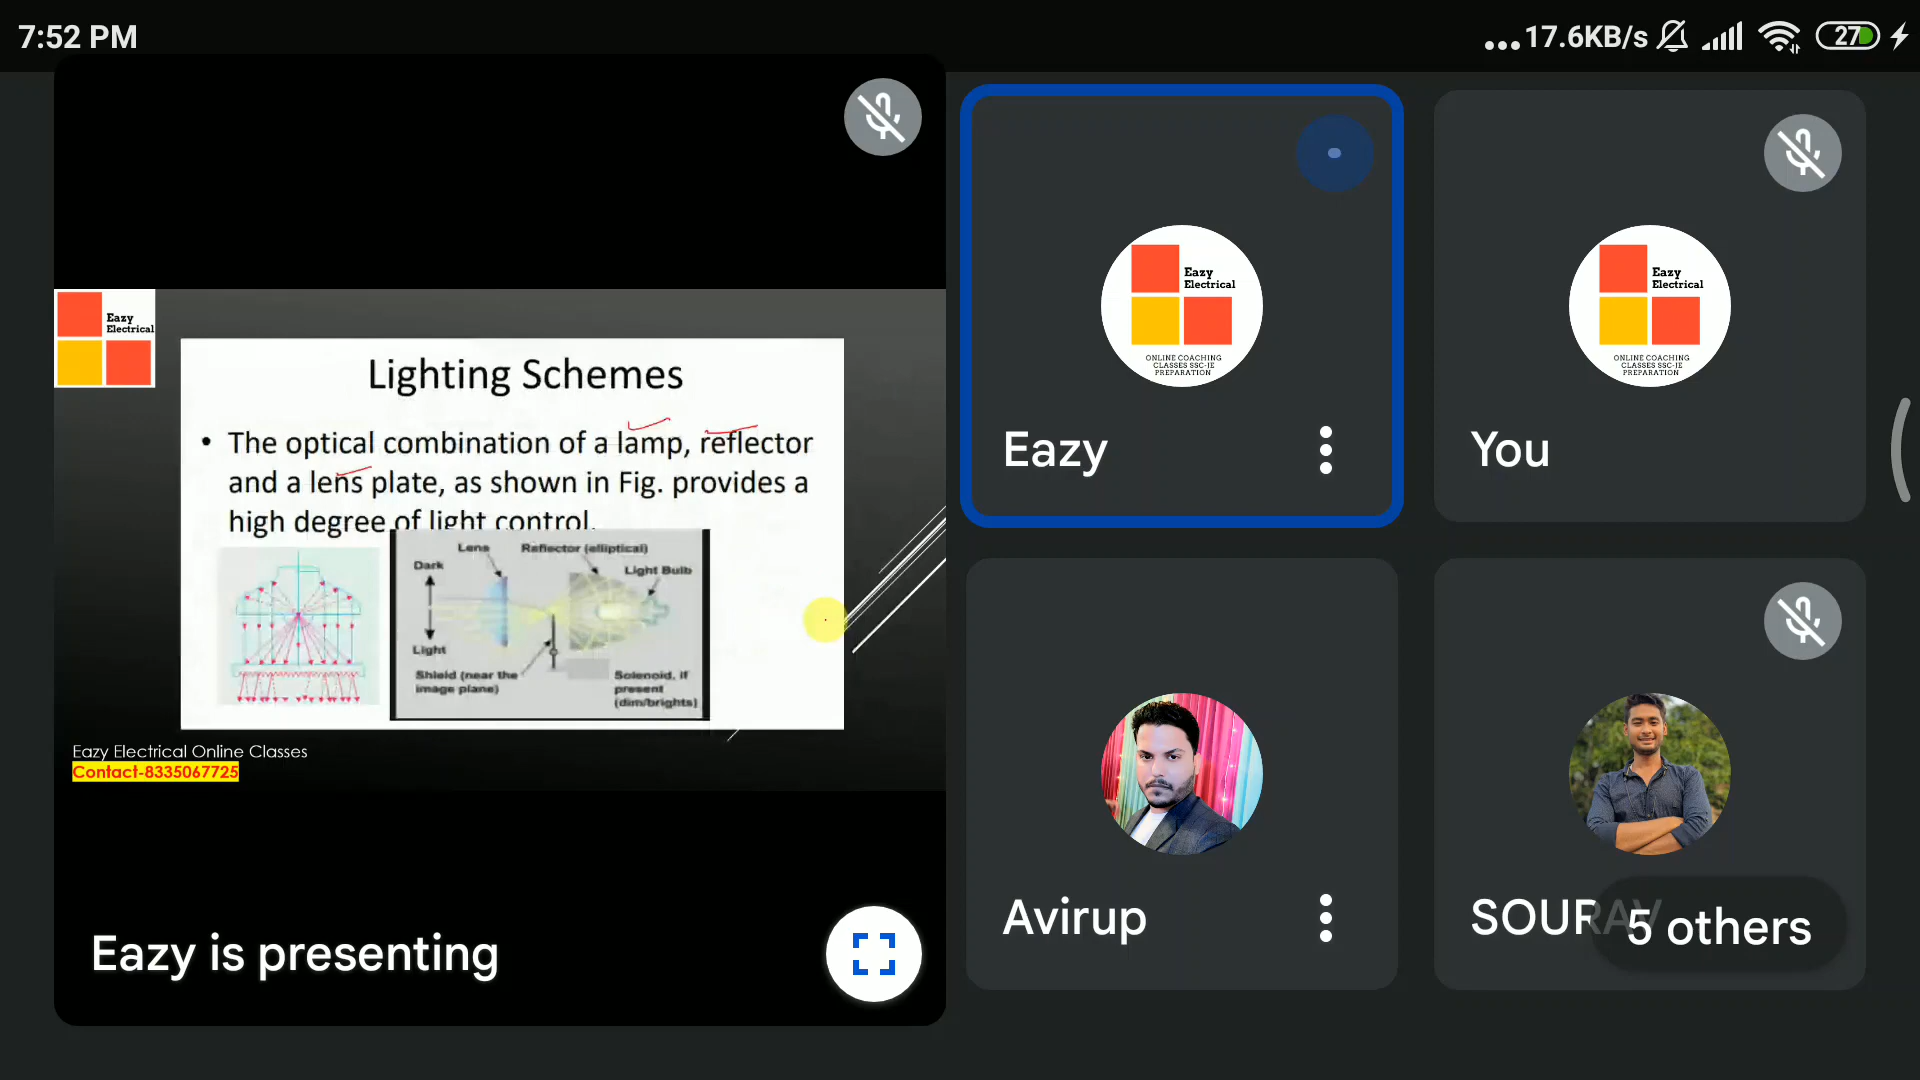 7:52 PM
...17.6KB/s
27
Eazy
Electrical
Lighting Schemes
• The optical combination of a lamp, reflector
and a lens plate, as shown in Fig. provides a
high degree of light control.
Lens
Reflector (elliptical)
Dark
Light Bulb
Light
Shield (near the
image plane)
Solenoid, if
present
(dim/brights)
Eazy Electrical Online Classes
Contact-8335067725
Eazy is presenting
Eazy
Electrical
ONLINE COACHING
CLASSES SSC-JE
PREPARATION
Eazy
Eazy
Electrical
ONLINE COACHING
CLASSES SSC-JE
PREPARATION
You
Avirup
SOURAV
5 others